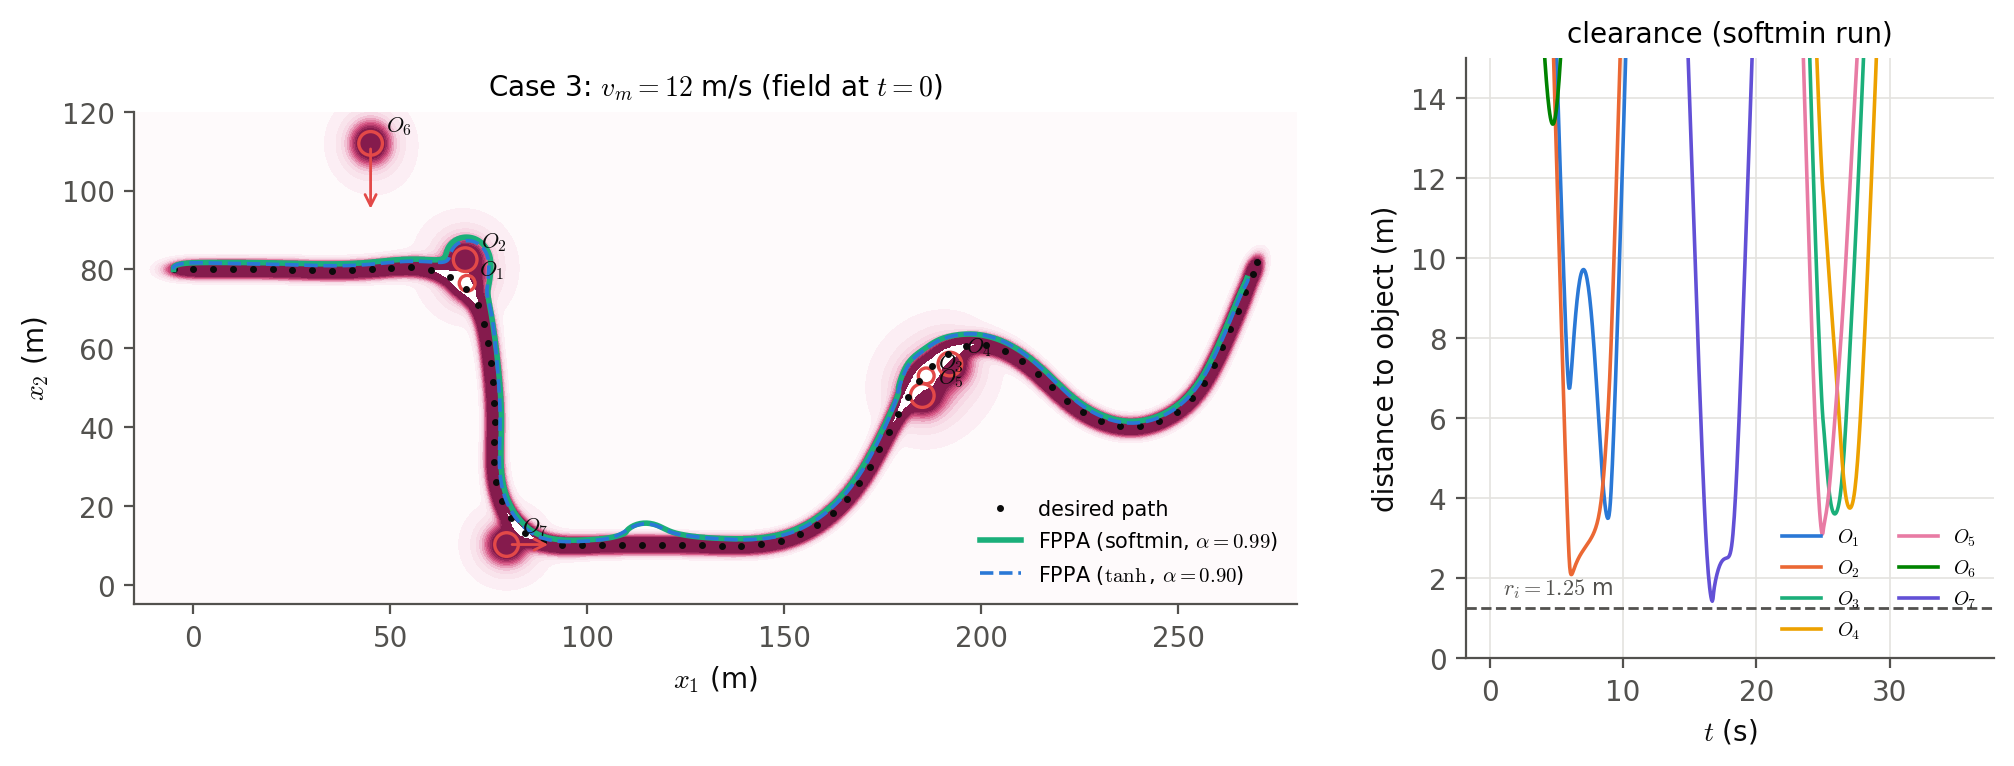 Case 3: $v_m = 12$ m/s (field at $t = 0$)
120
100
80
60
40
20
0
$x_2$ (m)
$O_6$
$O_2$
$O_1$
$O_4$
$O_3$
$O_5$
$O_7$
desired path
FPPA (softmin, $\alpha = 0.99$)
FPPA (tanh, $\alpha = 0.90$)
0
50
100
150
200
250
$x_1$ (m)
clearance (softmin run)
14
12
10
8
6
4
2
0
distance to object (m)
$r_i = 1.25$ m
$O_1$
$O_2$
$O_3$
$O_4$
$O_5$
$O_6$
$O_7$
0
10
20
30
$t$ (s)